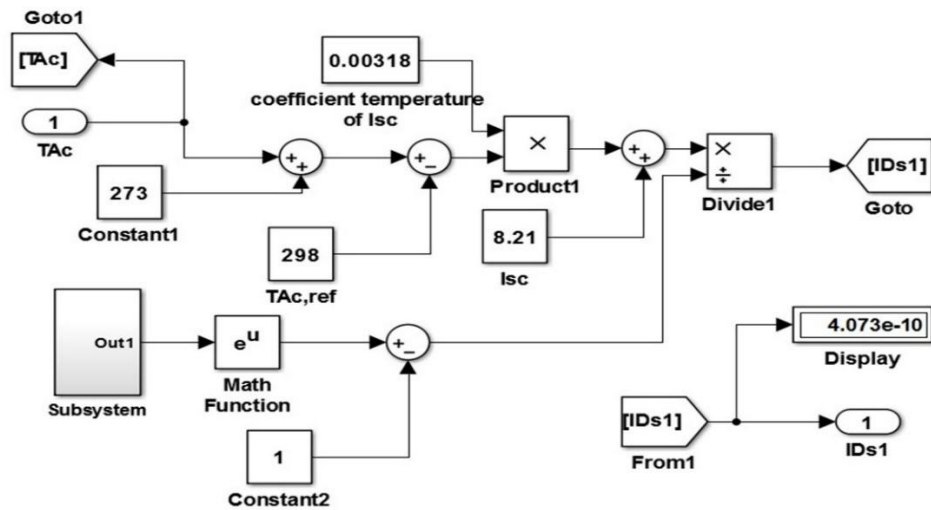 Goto1
[TAc]
1
TAc
0.00318
coefficient temperature
of Isc
+
+
+
−
×
Product1
+
+
×
÷
Divide1
[IDs1]
Goto
273
Constant1
298
TAc,ref
8.21
Isc
Out1
Subsystem
eu
Math
Function
+
−
1
Constant2
4.073e-10
Display
[IDs1]
From1
1
IDs1